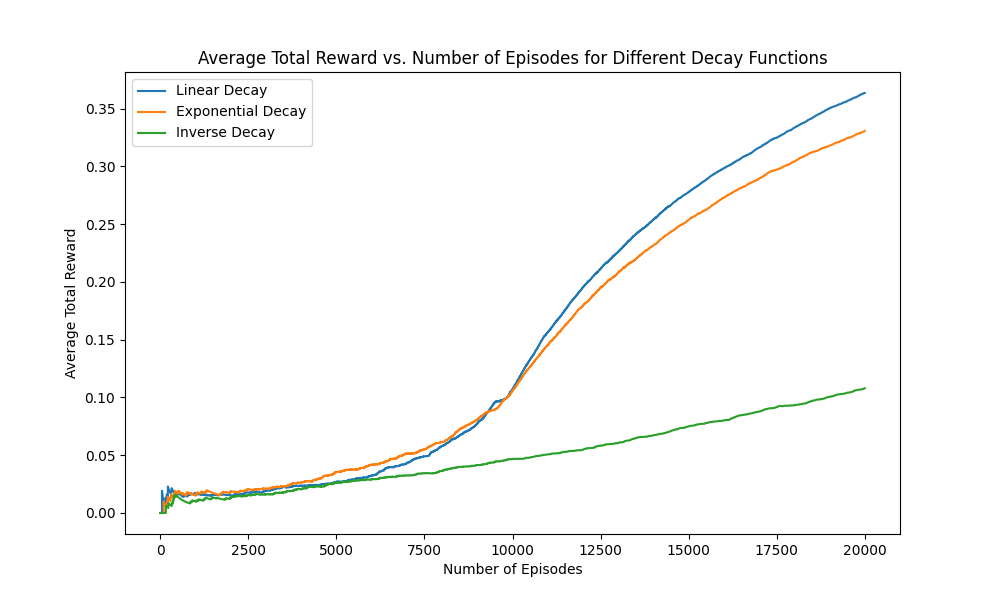 Average Total Reward vs. Number of Episodes for Different Decay Functions
Linear Decay
Exponential Decay
Inverse Decay
Average Total Reward
0.35
0.30
0.25
0.20
0.15
0.10
0.05
0.00
0 2500 5000 7500 10000 12500 15000 17500 20000
Number of Episodes